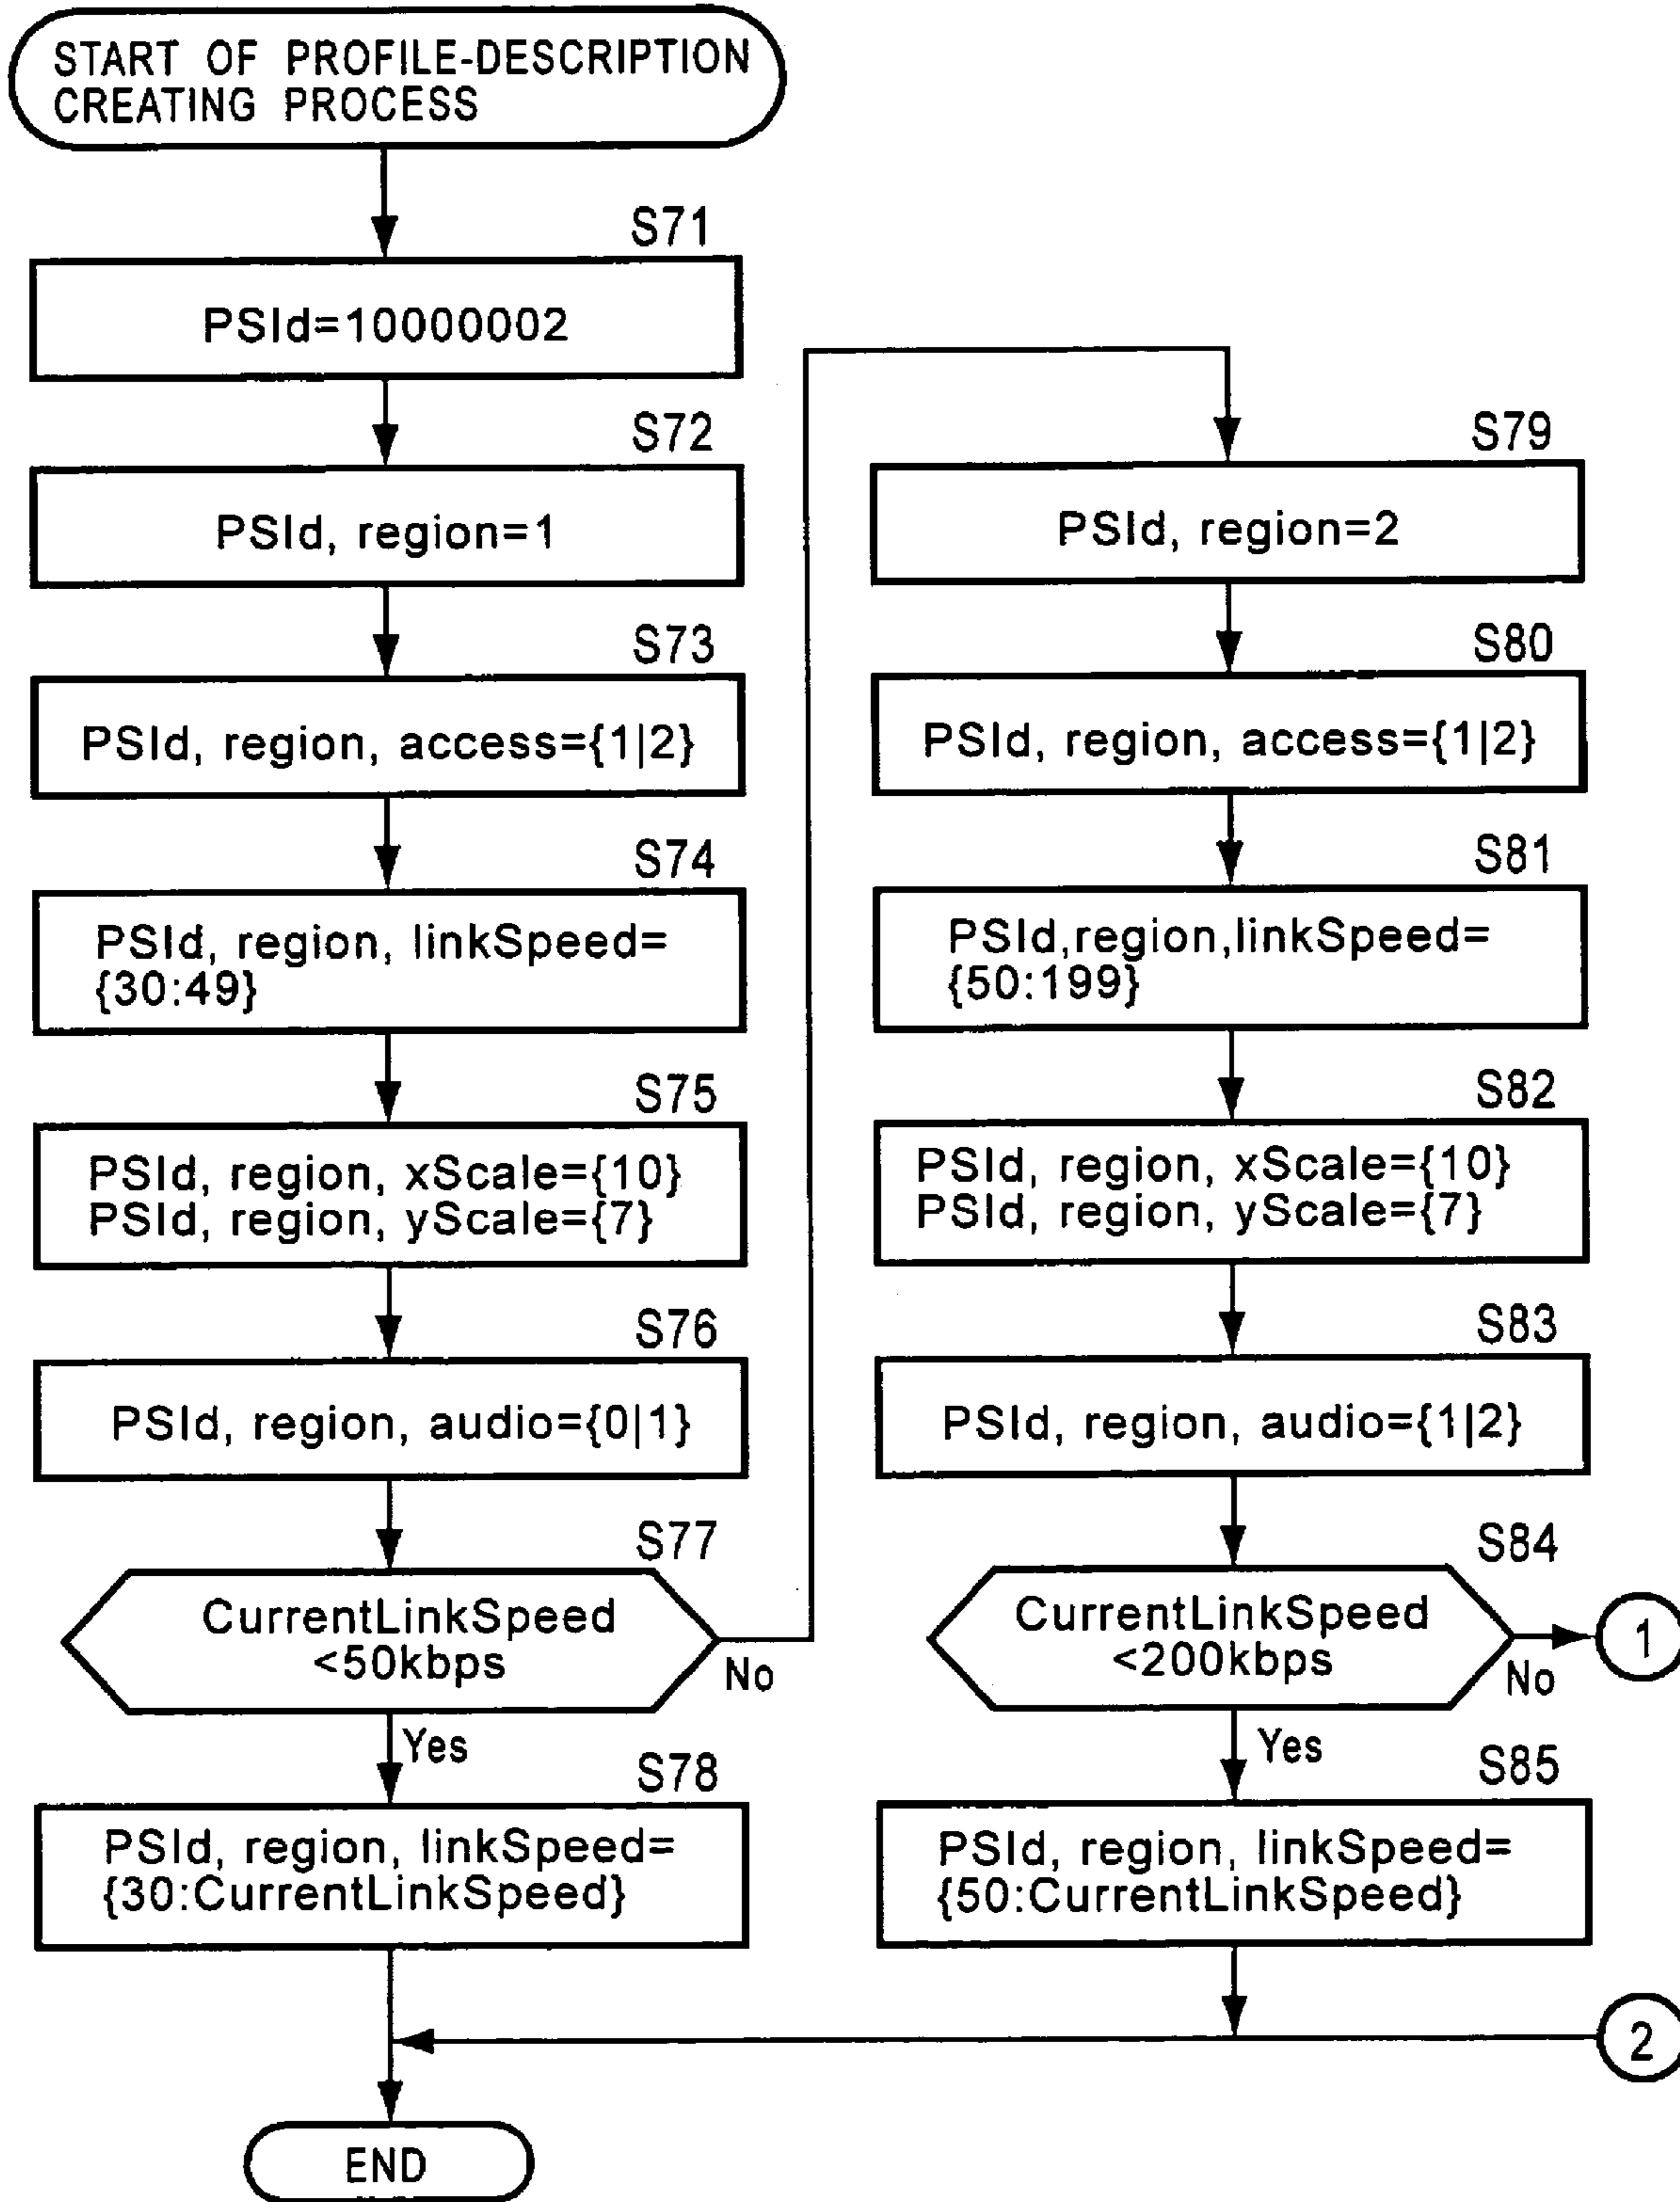 START OF PROFILE-DESCRIPTION
CREATING PROCESS
S71
PSId=10000002
S72
PSId, region=1
S73
PSId, region, access={1|2}
S74
PSId, region, linkSpeed=
{30:49}
S75
PSId, region, xScale={10}
PSId, region, yScale={7}
S76
PSId, region, audio={0|1}
S77
CurrentLinkSpeed
<50kbps
No
Yes
S78
PSId, region, linkSpeed=
{30:CurrentLinkSpeed}
END
S79
PSId, region=2
S80
PSId, region, access={1|2}
S81
PSId,region,linkSpeed=
{50:199}
S82
PSId, region, xScale={10}
PSId, region, yScale={7}
S83
PSId, region, audio={1|2}
S84
CurrentLinkSpeed
<200kbps
No
1
Yes
S85
PSId, region, linkSpeed=
{50:CurrentLinkSpeed}
2